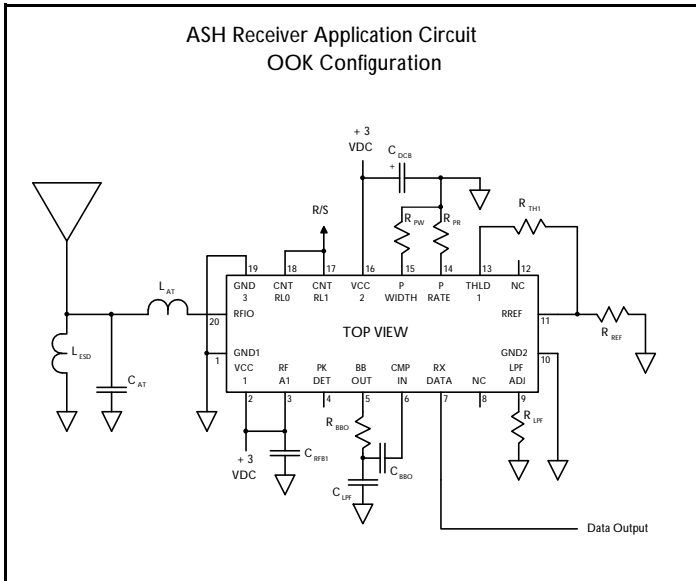 ASH Receiver Application Circuit
OOK Configuration
+ 3
VDC
C DCB
+
R/S
R PW
R PR
R TH1
19
18
17
16
15
14
13
12
GND
3
CNT
RL0
CNT
RL1
VCC
2
P
WIDTH
P
RATE
THLD
1
NC
L AT
20
RFIO
TOP VIEW
RREF
11
R REF
L ESD
C AT
1
GND1
GND2
10
VCC
1
RF
A1
PK
DET
BB
OUT
CMP
IN
RX
DATA
NC
LPF
ADJ
2
3
4
5
6
7
8
9
R BBO
R LPF
+ 3
VDC
C RFB1
C BBO
C LPF
Data Output